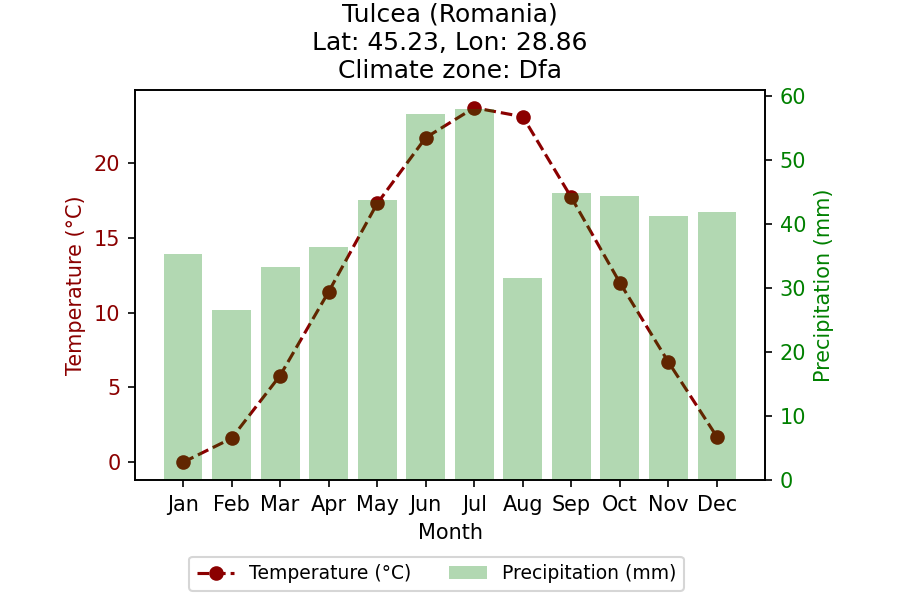 Tulcea (Romania)
Lat: 45.23, Lon: 28.86
Climate zone: Dfa
Temperature (°C)
20
15
10
5
0
60
50
40
30
20
10
0
Precipitation (mm)
Jan Feb Mar Apr May Jun Jul Aug Sep Oct Nov Dec
Month
Temperature (°C) Precipitation (mm)